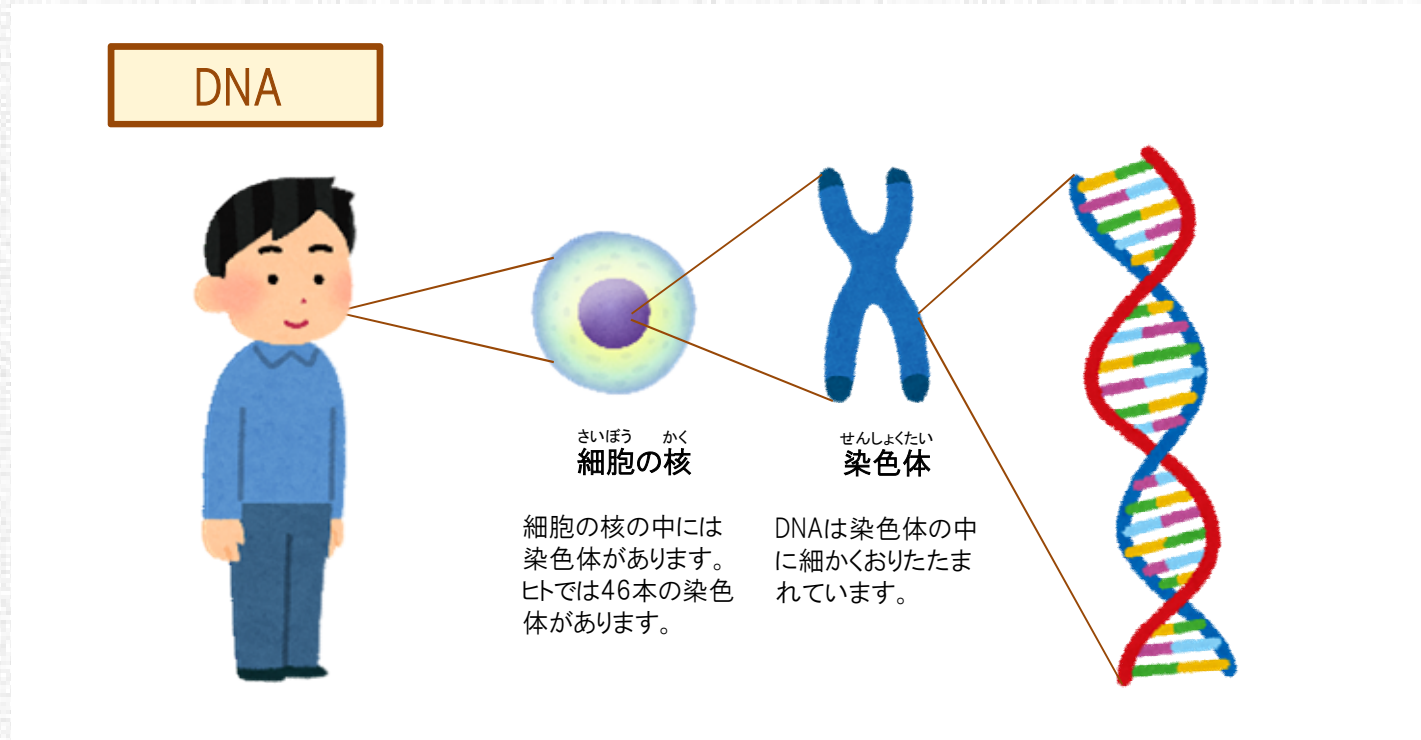 DNA
さいぼう かく
細胞の核
せんしょくたい
染色体
細胞の核の中には
染色体があります。
ヒトでは46本の染色
体があります。
DNAは染色体の中
に細かくおりたたま
れています。